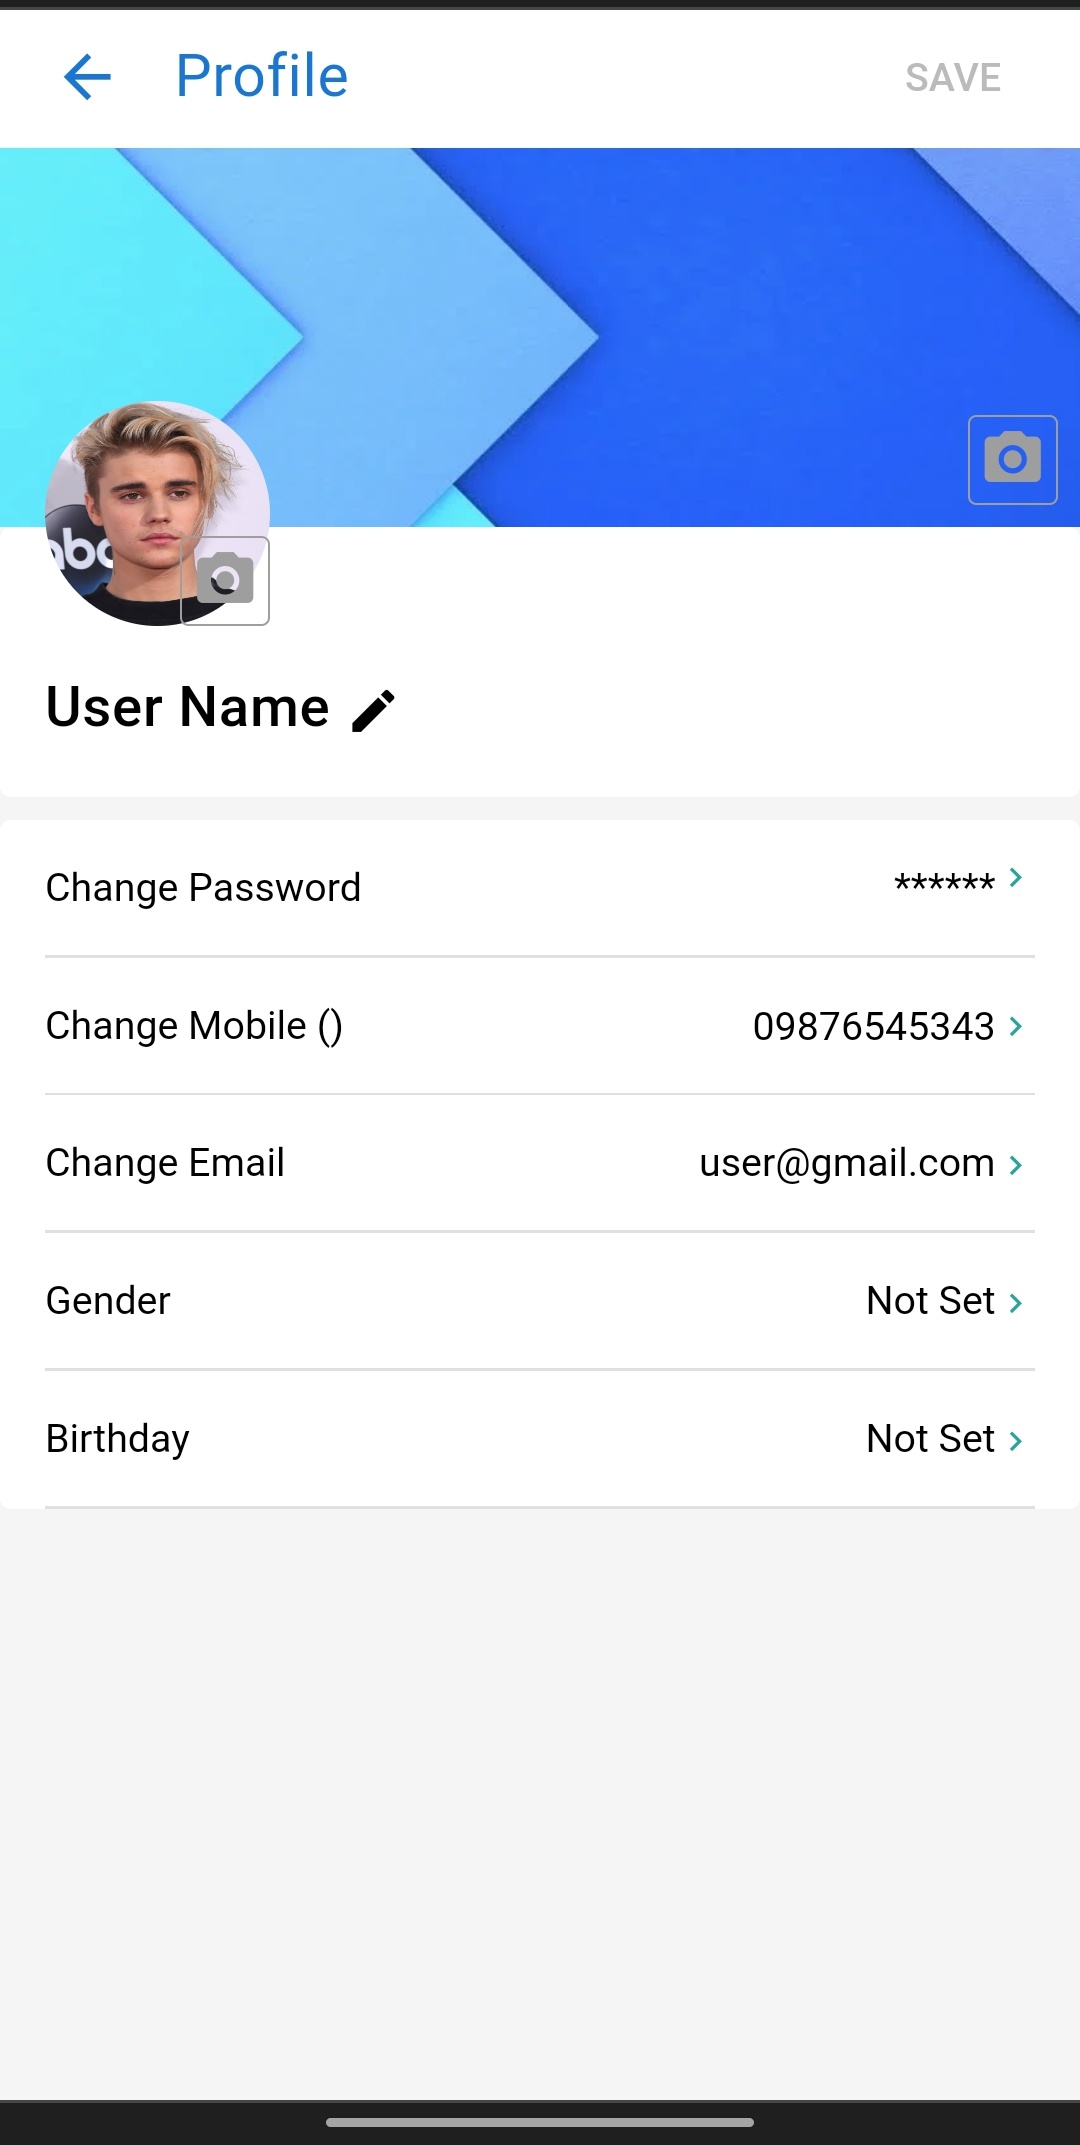 Profile
SAVE
abc
User Name
Change Password ******
Change Mobile () 09876545343
Change Email user@gmail.com
Gender Not Set
Birthday Not Set